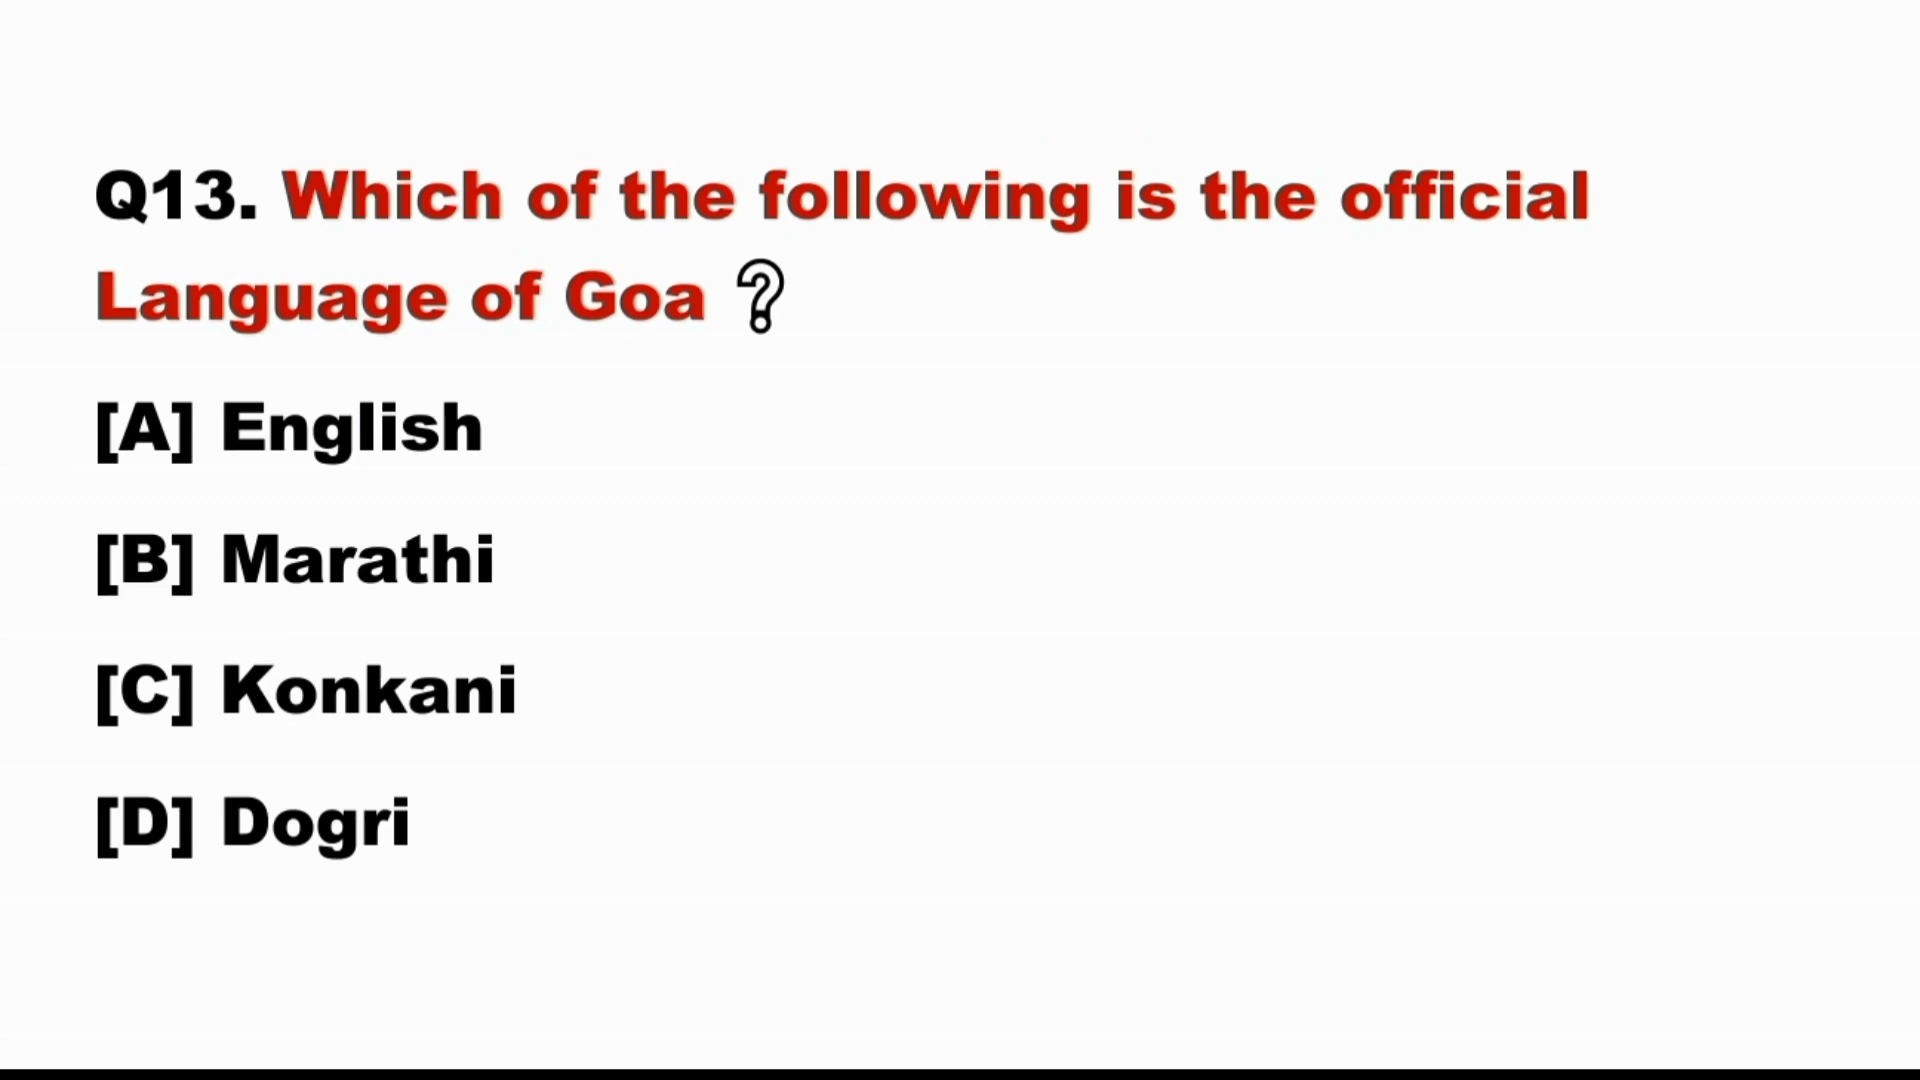 Q13. Which of the following is the official
Language of Goa ?
[A] English
[B] Marathi
[C] Konkani
[D] Dogri